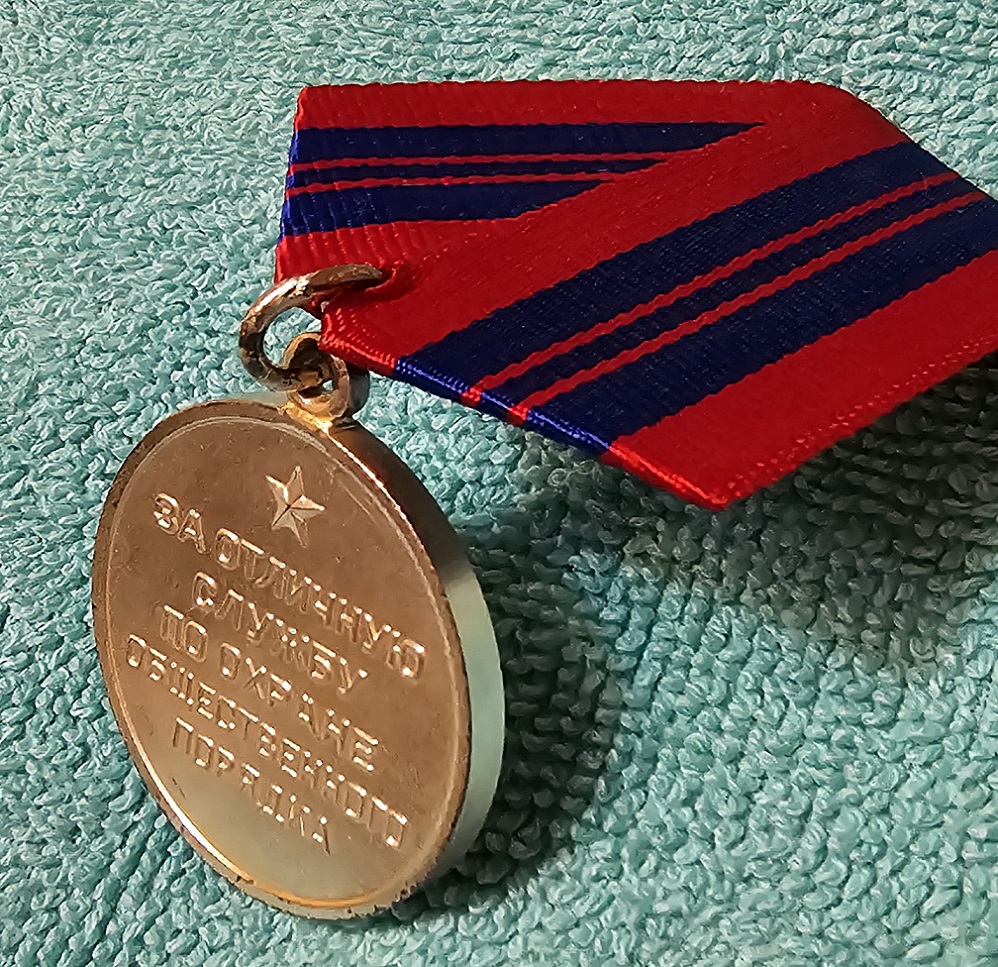 ЗА ОТЛИЧНУЮ
СЛУЖБУ
ПО ОХРАНЕ
ОБЩЕСТВЕННОГО
ПОРЯДКА